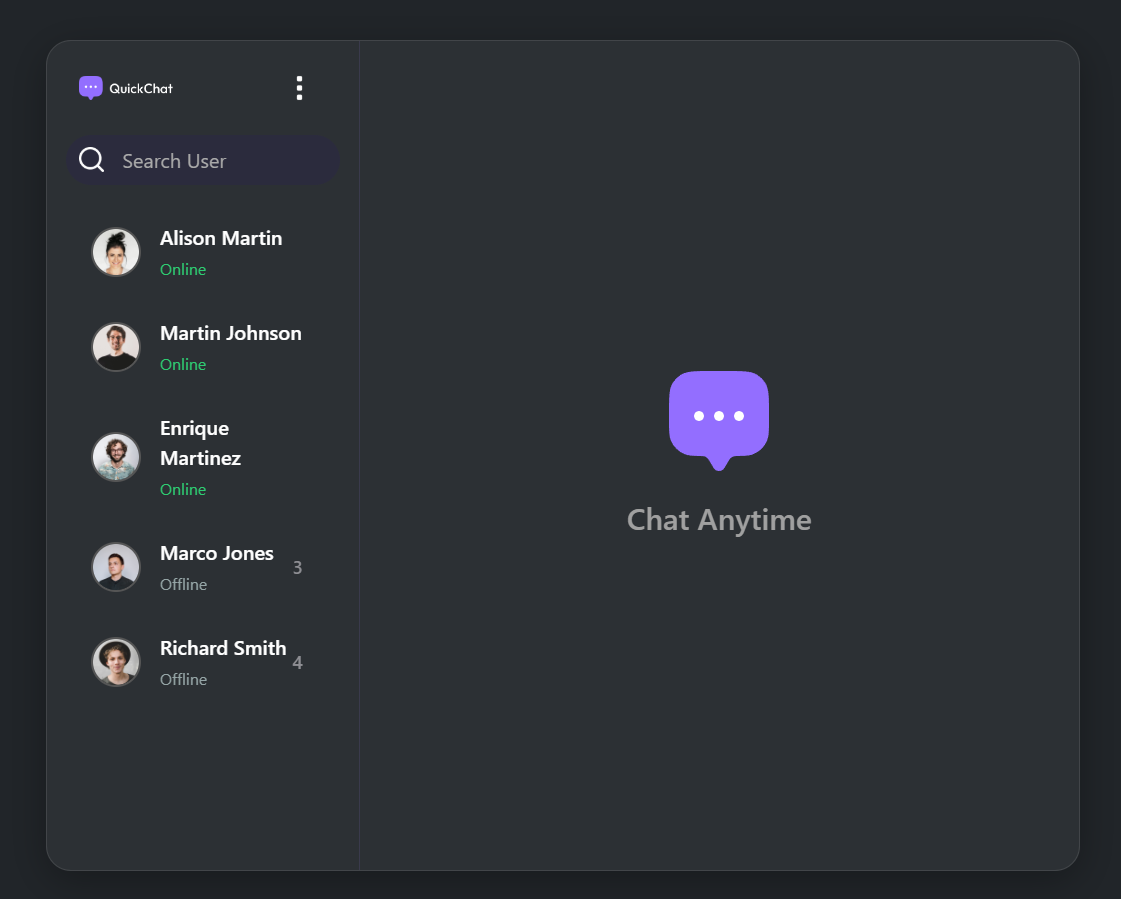 QuickChat
Search User
Alison Martin
Online
Martin Johnson
Online
Enrique
Martinez
Online
Marco Jones
3
Offline
Richard Smith
4
Offline
Chat Anytime